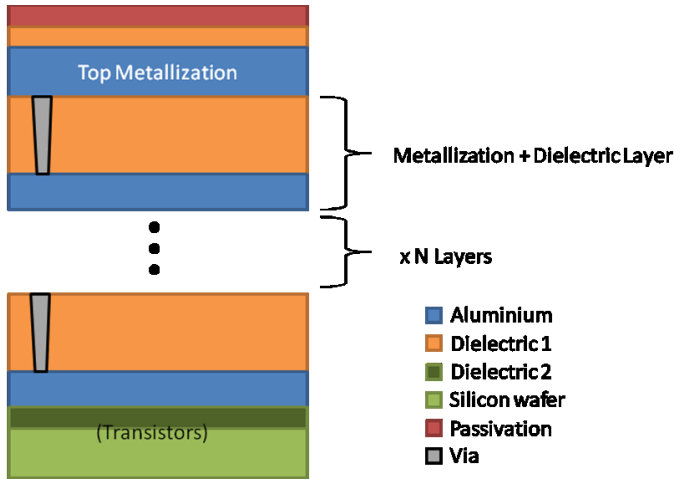 Top Metallization
Metallization + Dielectric Layer
x N Layers
Aluminium
Dielectric 1
Dielectric 2
Silicon wafer
(Transistors)
Passivation
Via